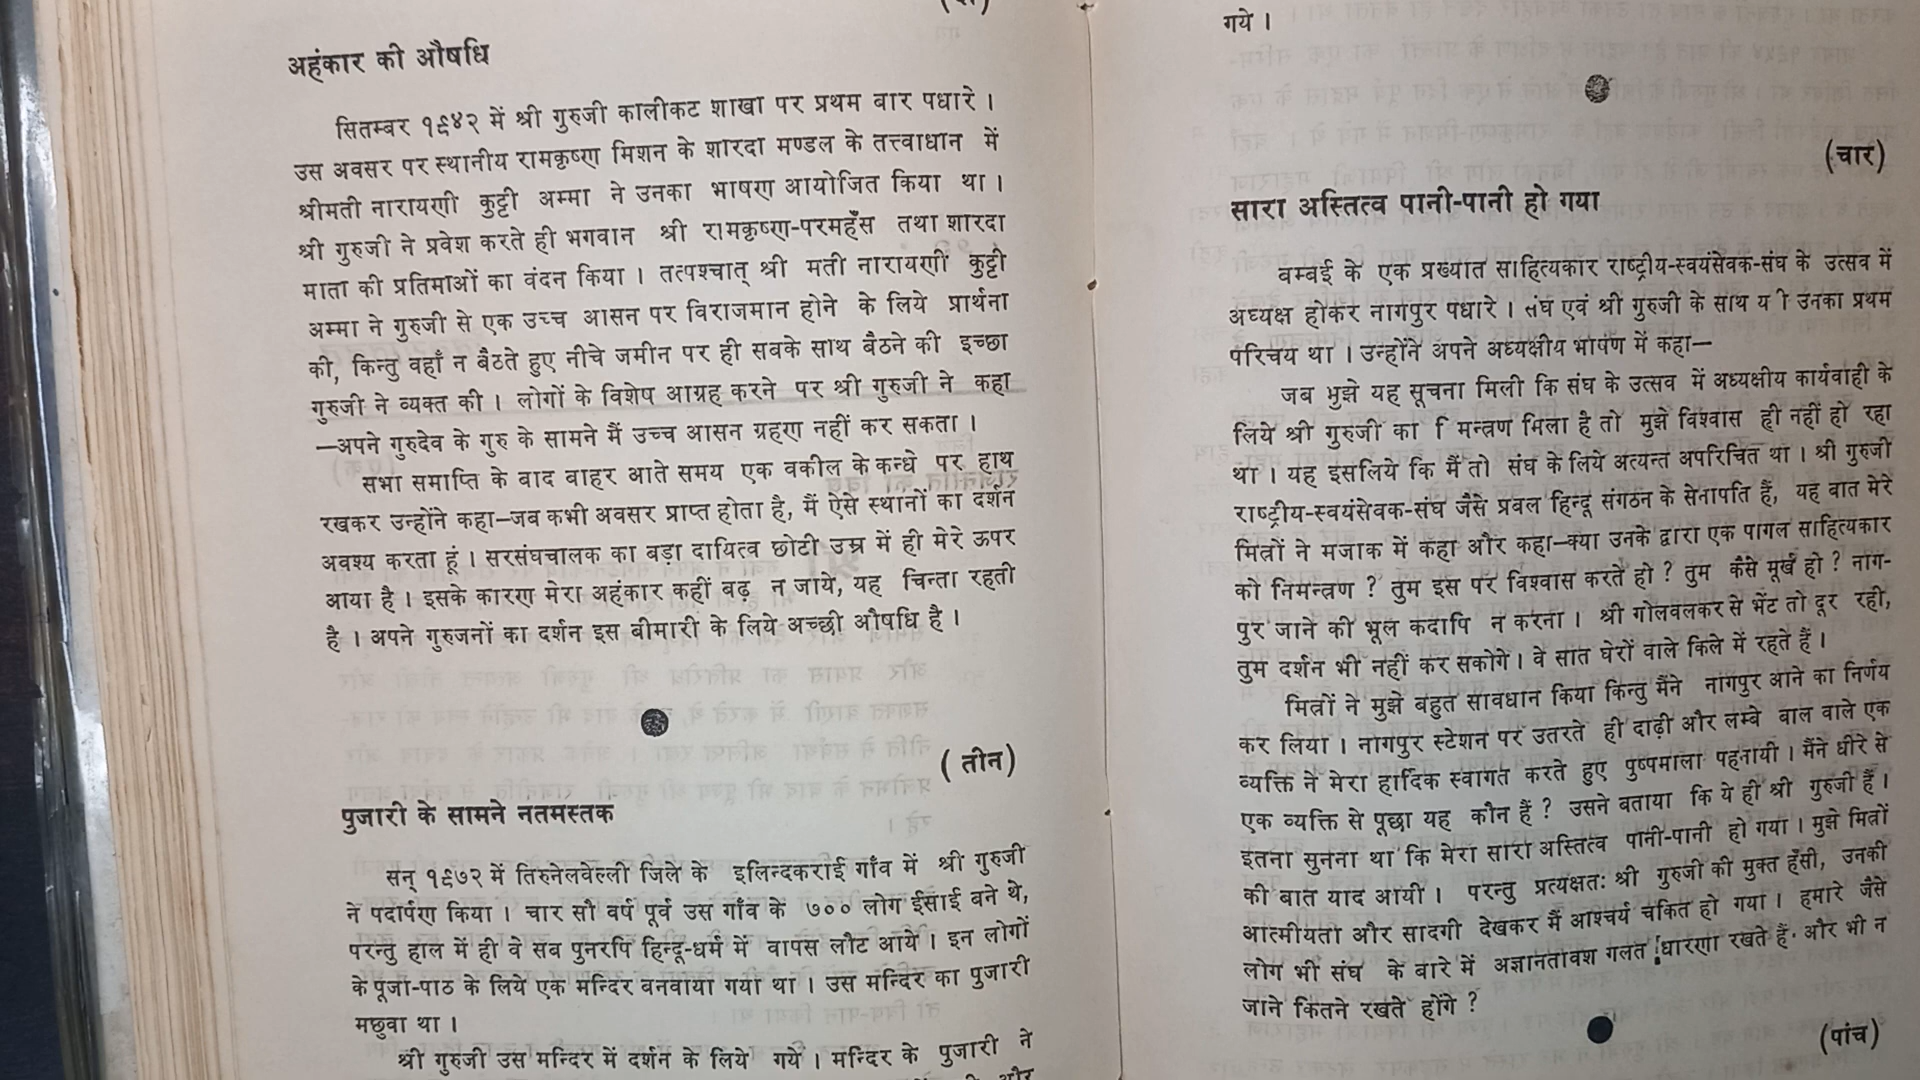 अहंकार की औषधि
सितम्बर १९४२ में श्री गुरुजी कालीकट शाखा पर प्रथम बार पधारे ।
उस अवसर पर स्थानीय रामकृष्ण मिशन के शारदा मण्डल के तत्त्वाधान में
श्रीमती नारायणी कुट्टी अम्मा ने उनका भाषण आयोजित किया था ।
श्री गुरुजी ने प्रवेश करते ही भगवान श्री रामकृष्ण-परमहँस तथा शारदा
माता की प्रतिमाओं का वंदन किया । तत्पश्चात् श्री मती नारायणी कुट्टी
अम्मा ने गुरुजी से एक उच्च आसन पर विराजमान होने के लिये प्रार्थना
की, किन्तु वहाँ न बैठते हुए नीचे जमीन पर ही सबके साथ बैठने की इच्छा
गुरुजी ने व्यक्त की । लोगों के विशेष आग्रह करने पर श्री गुरुजी ने कहा
—अपने गुरुदेव के गुरु के सामने मैं उच्च आसन ग्रहण नहीं कर सकता ।
सभा समाप्ति के वाद बाहर आते समय एक वकील के कन्धे पर हाथ
रखकर उन्होंने कहा—जब कभी अवसर प्राप्त होता है, मैं ऐसे स्थानों का दर्शन
अवश्य करता हूं । सरसंघचालक का बड़ा दायित्व छोटी उम्र में ही मेरे ऊपर
आया है । इसके कारण मेरा अहंकार कहीं बढ़ न जाये, यह चिन्ता रहती
है । अपने गुरुजनों का दर्शन इस बीमारी के लिये अच्छी औषधि है ।
( तीन)
पुजारी के सामने नतमस्तक
सन् १९७२ में तिरुनेलवेल्ली जिले के इलिन्दकराई गाँव में श्री गुरुजी
ने पदार्पण किया । चार सौ वर्ष पूर्व उस गाँव के ७०० लोग ईसाई बने थे,
परन्तु हाल में ही वे सब पुनरपि हिन्दू-धर्म में वापस लौट आये । इन लोगों
के पूजा-पाठ के लिये एक मन्दिर बनवाया गया था । उस मन्दिर का पुजारी
मछुवा था ।
श्री गुरुजी उस मन्दिर में दर्शन के लिये गये । मन्दिर के पुजारी ने
और
गये ।
(चार)
सारा अस्तित्व पानी-पानी हो गया
बम्बई के एक प्रख्यात साहित्यकार राष्ट्रीय-स्वयंसेवक-संघ के उत्सव में
अध्यक्ष होकर नागपुर पधारे । संघ एवं श्री गुरुजी के साथ य ी उनका प्रथम
परिचय था । उन्होंने अपने अध्यक्षीय भाषण में कहा—
जब मुझे यह सूचना मिली कि संघ के उत्सव में अध्यक्षीय कार्यवाही के
लिये श्री गुरुजी का ि मन्त्रण मिला है तो मुझे विश्वास ही नहीं हो रहा
था । यह इसलिये कि मैं तो संघ के लिये अत्यन्त अपरिचित था । श्री गुरुजी
राष्ट्रीय-स्वयंसेवक-संघ जैसे प्रबल हिन्दू संगठन के सेनापति हैं, यह बात मेरे
मित्रों ने मजाक में कहा और कहा—क्या उनके द्वारा एक पागल साहित्यकार
को निमन्त्रण ? तुम इस पर विश्वास करते हो ? तुम कैसे मूर्ख हो ? नाग-
पुर जाने की भूल कदापि न करना । श्री गोलवलकर से भेंट तो दूर रही,
तुम दर्शन भी नहीं कर सकोगे । वे सात घेरों वाले किले में रहते हैं ।
मित्रों ने मुझे बहुत सावधान किया किन्तु मैंने नागपुर आने का निर्णय
कर लिया । नागपुर स्टेशन पर उतरते ही दाढ़ी और लम्बे बाल वाले एक
व्यक्ति ने मेरा हार्दिक स्वागत करते हुए पुष्पमाला पहनायी । मैंने धीरे से
एक व्यक्ति से पूछा यह कौन हैं ? उसने बताया कि ये ही श्री गुरुजी हैं ।
इतना सुनना था कि मेरा सारा अस्तित्व पानी-पानी हो गया । मुझे मित्रों
की बात याद आयी । परन्तु प्रत्यक्षतः श्री गुरुजी की मुक्त हँसी, उनकी
आत्मीयता और सादगी देखकर मैं आश्चर्य चकित हो गया । हमारे जैसे
लोग भी संघ के बारे में अज्ञानतावश गलत धारणा रखते हैं और भी न
जाने कितने रखते होंगे ?
(पांच)